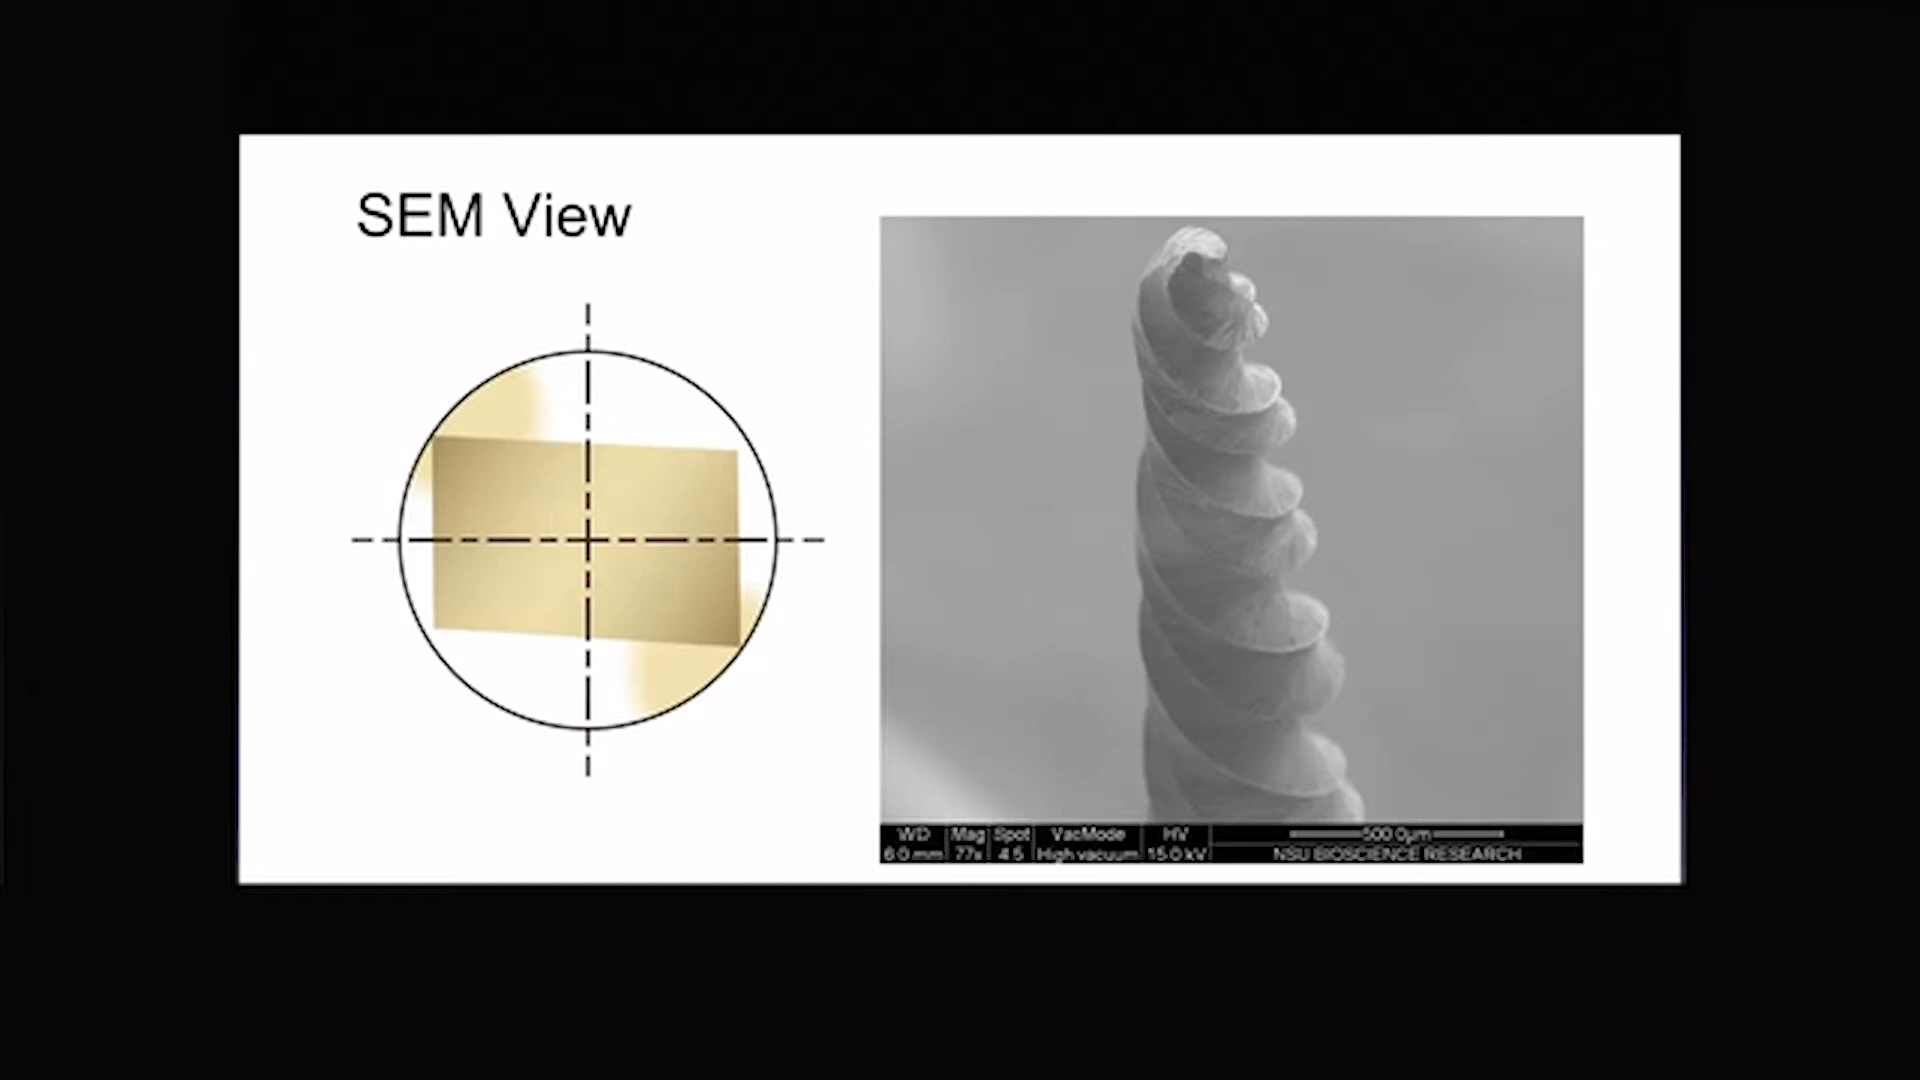 SEM View
WD Mag Spot VacMode HV 500.0µm
6.0 mm 77x 4.5 High vacuum 15.0 kV NSU BIOSCIENCE RESEARCH